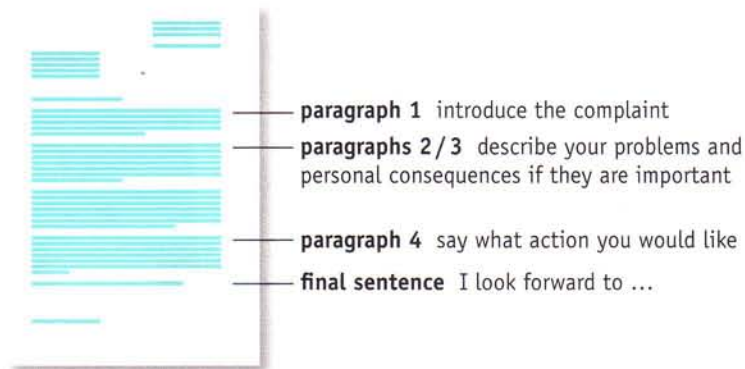 paragraph 1 introduce the complaint
paragraphs 2/3 describe your problems and
personal consequences if they are important
paragraph 4 say what action you would like
final sentence I look forward to ...